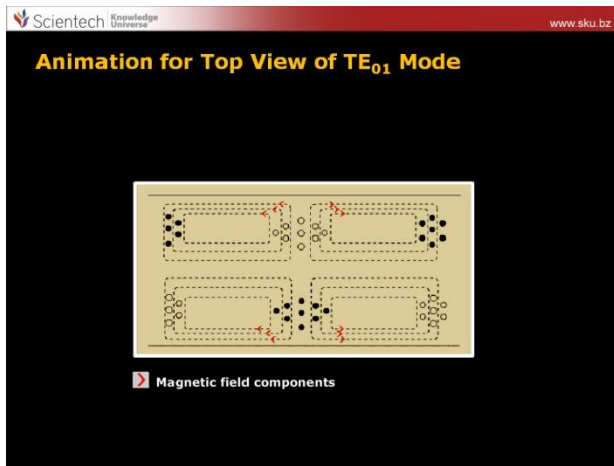 Scientech Knowledge Universe
www.sku.bz
Animation for Top View of TE₀₁ Mode
Magnetic field components